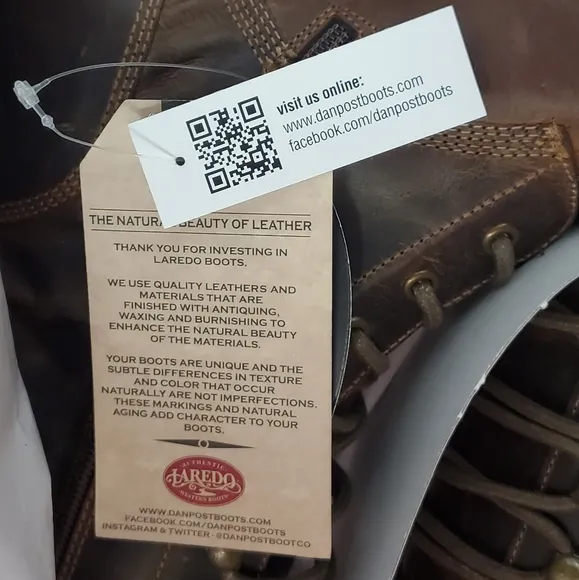 visit us online:
www.danpostboots.com
facebook.com/danpostboots
THE NATURAL BEAUTY OF LEATHER
THANK YOU FOR INVESTING IN
LAREDO BOOTS.
WE USE QUALITY LEATHERS AND
MATERIALS THAT ARE
FINISHED WITH ANTIQUING,
WAXING AND BURNISHING TO
ENHANCE THE NATURAL BEAUTY
OF THE MATERIALS.
YOUR BOOTS ARE UNIQUE AND THE
SUBTLE DIFFERENCES IN TEXTURE
AND COLOR THAT OCCUR
NATURALLY ARE NOT IMPERFECTIONS.
THESE MARKINGS AND NATURAL
AGING ADD CHARACTER TO YOUR
BOOTS.
AUTHENTIC
LAREDO
WESTERN BOOTS
WWW.DANPOSTBOOTS.COM
FACEBOOK.COM/DANPOSTBOOTS
INSTAGRAM & TWITTER · @DANPOSTBOOTCO